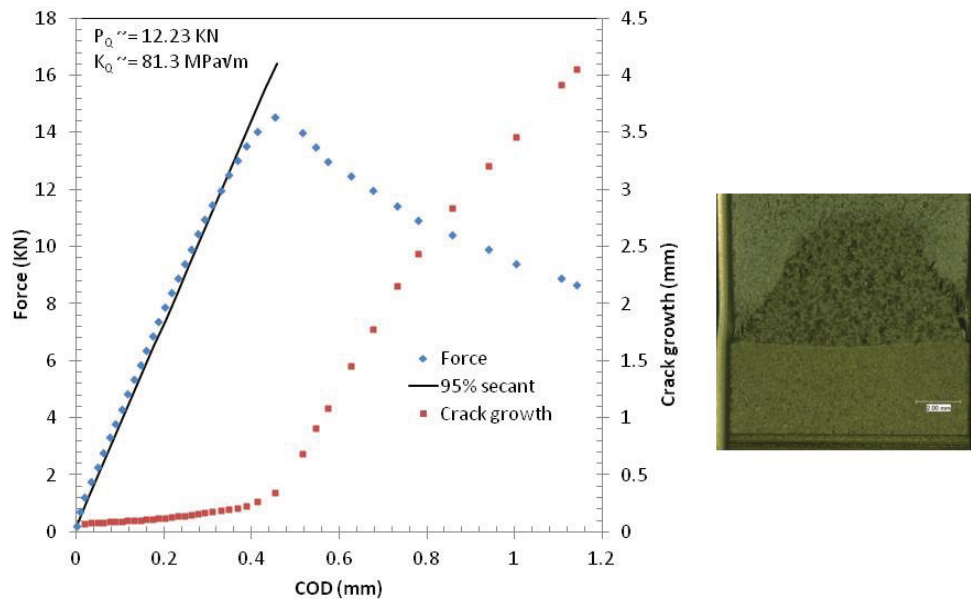 P_Q ~= 12.23 KN
K_Q ~= 81.3 MPa√m
Force (KN)
18
16
14
12
10
8
6
4
2
0
0 0.2 0.4 0.6 0.8 1 1.2
COD (mm)
4.5
4
3.5
3
2.5
2
1.5
1
0.5
0
Crack growth (mm)
Force
95% secant
Crack growth
2.00 mm